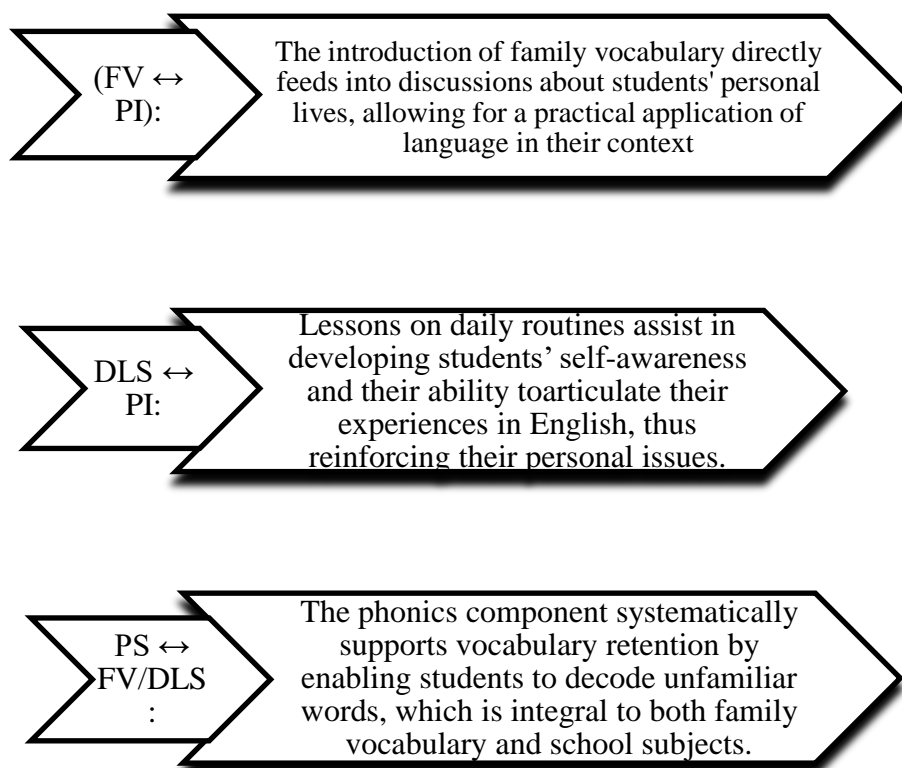 (FV ↔
PI):
The introduction of family vocabulary directly
feeds into discussions about students' personal
lives, allowing for a practical application of
language in their context
DLS ↔
PI:
Lessons on daily routines assist in
developing students’ self-awareness
and their ability toarticulate their
experiences in English, thus
reinforcing their personal issues.
PS ↔
FV/DLS
:
The phonics component systematically
supports vocabulary retention by
enabling students to decode unfamiliar
words, which is integral to both family
vocabulary and school subjects.